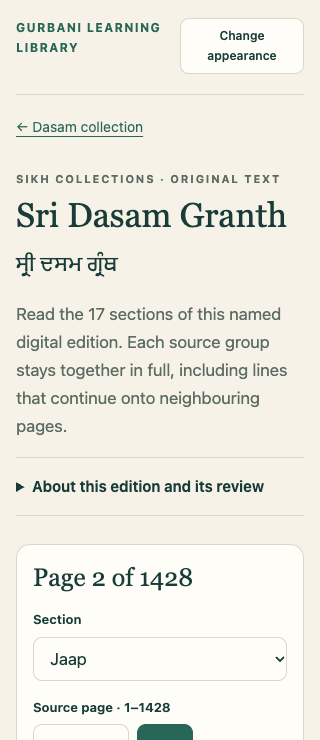 GURBANI LEARNING
LIBRARY
Change
appearance
← Dasam collection
SIKH COLLECTIONS · ORIGINAL TEXT
Sri Dasam Granth
ਸ੍ਰੀ ਦਸਮ ਗ੍ਰੰਥ
Read the 17 sections of this named
digital edition. Each source group
stays together in full, including lines
that continue onto neighbouring
pages.
▶ About this edition and its review
Page 2 of 1428
Section
Jaap
Source page · 1–1428